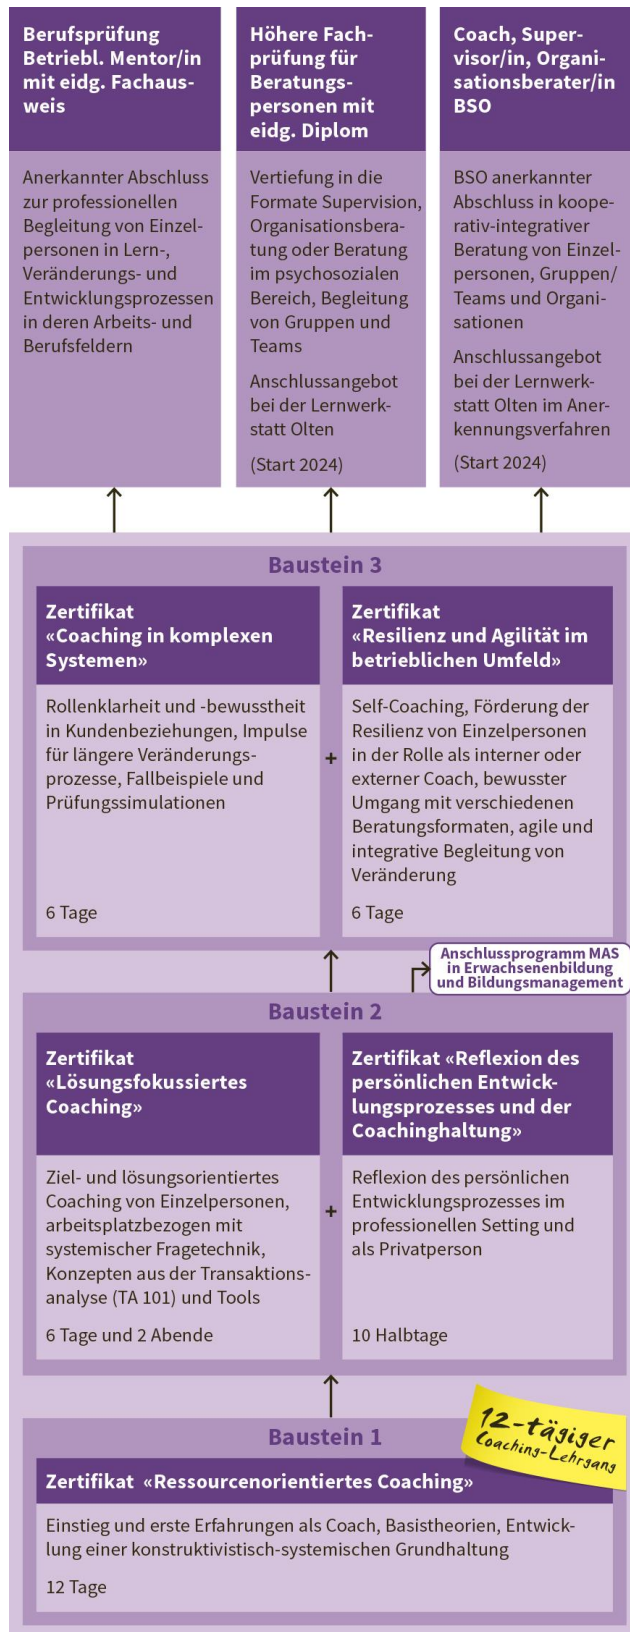 Berufsprüfung
Betriebl. Mentor/in
mit eidg. Fachaus-
weis
Anerkannter Abschluss
zur professionellen
Begleitung von Einzel-
personen in Lern-,
Veränderungs- und
Entwicklungsprozessen
in deren Arbeits- und
Berufsfeldern
Höhere Fach-
prüfung für
Beratungs-
personen mit
eidg. Diplom
Vertiefung in die
Formate Supervision,
Organisationsbera-
tung oder Beratung
im psychosozialen
Bereich, Begleitung
von Gruppen und
Teams
Anschlussangebot
bei der Lernwerk-
statt Olten
(Start 2024)
Coach, Super-
visor/in, Organi-
sationsberater/in
BSO
BSO anerkannter
Abschluss in koope-
rativ-integrativer
Beratung von Einzel-
personen, Gruppen/
Teams und Organi-
sationen
Anschlussangebot
bei der Lernwerk-
statt Olten im Aner-
kennungsverfahren
(Start 2024)
Baustein 3
Zertifikat
«Coaching in komplexen
Systemen»
Rollenklarheit und -bewusstheit
in Kundenbeziehungen, Impulse
für längere Veränderungs-
prozesse, Fallbeispiele und
Prüfungssimulationen
6 Tage
+
Zertifikat
«Resilienz und Agilität im
betrieblichen Umfeld»
Self-Coaching, Förderung der
Resilienz von Einzelpersonen
in der Rolle als interner oder
externer Coach, bewusster
Umgang mit verschiedenen
Beratungsformaten, agile und
integrative Begleitung von
Veränderung
6 Tage
Anschlussprogramm MAS
in Erwachsenenbildung
und Bildungsmanagement
Baustein 2
Zertifikat
«Lösungsfokussiertes
Coaching»
Ziel- und lösungsorientiertes
Coaching von Einzelpersonen,
arbeitsplatzbezogen mit
systemischer Fragetechnik,
Konzepten aus der Transaktions-
analyse (TA 101) und Tools
6 Tage und 2 Abende
+
Zertifikat «Reflexion des
persönlichen Entwick-
lungsprozesses und der
Coachinghaltung»
Reflexion des persönlichen
Entwicklungsprozesses im
professionellen Setting und
als Privatperson
10 Halbtage
12-tägiger
Coaching-Lehrgang
Baustein 1
Zertifikat «Ressourcenorientiertes Coaching»
Einstieg und erste Erfahrungen als Coach, Basistheorien, Entwick-
lung einer konstruktivistisch-systemischen Grundhaltung
12 Tage